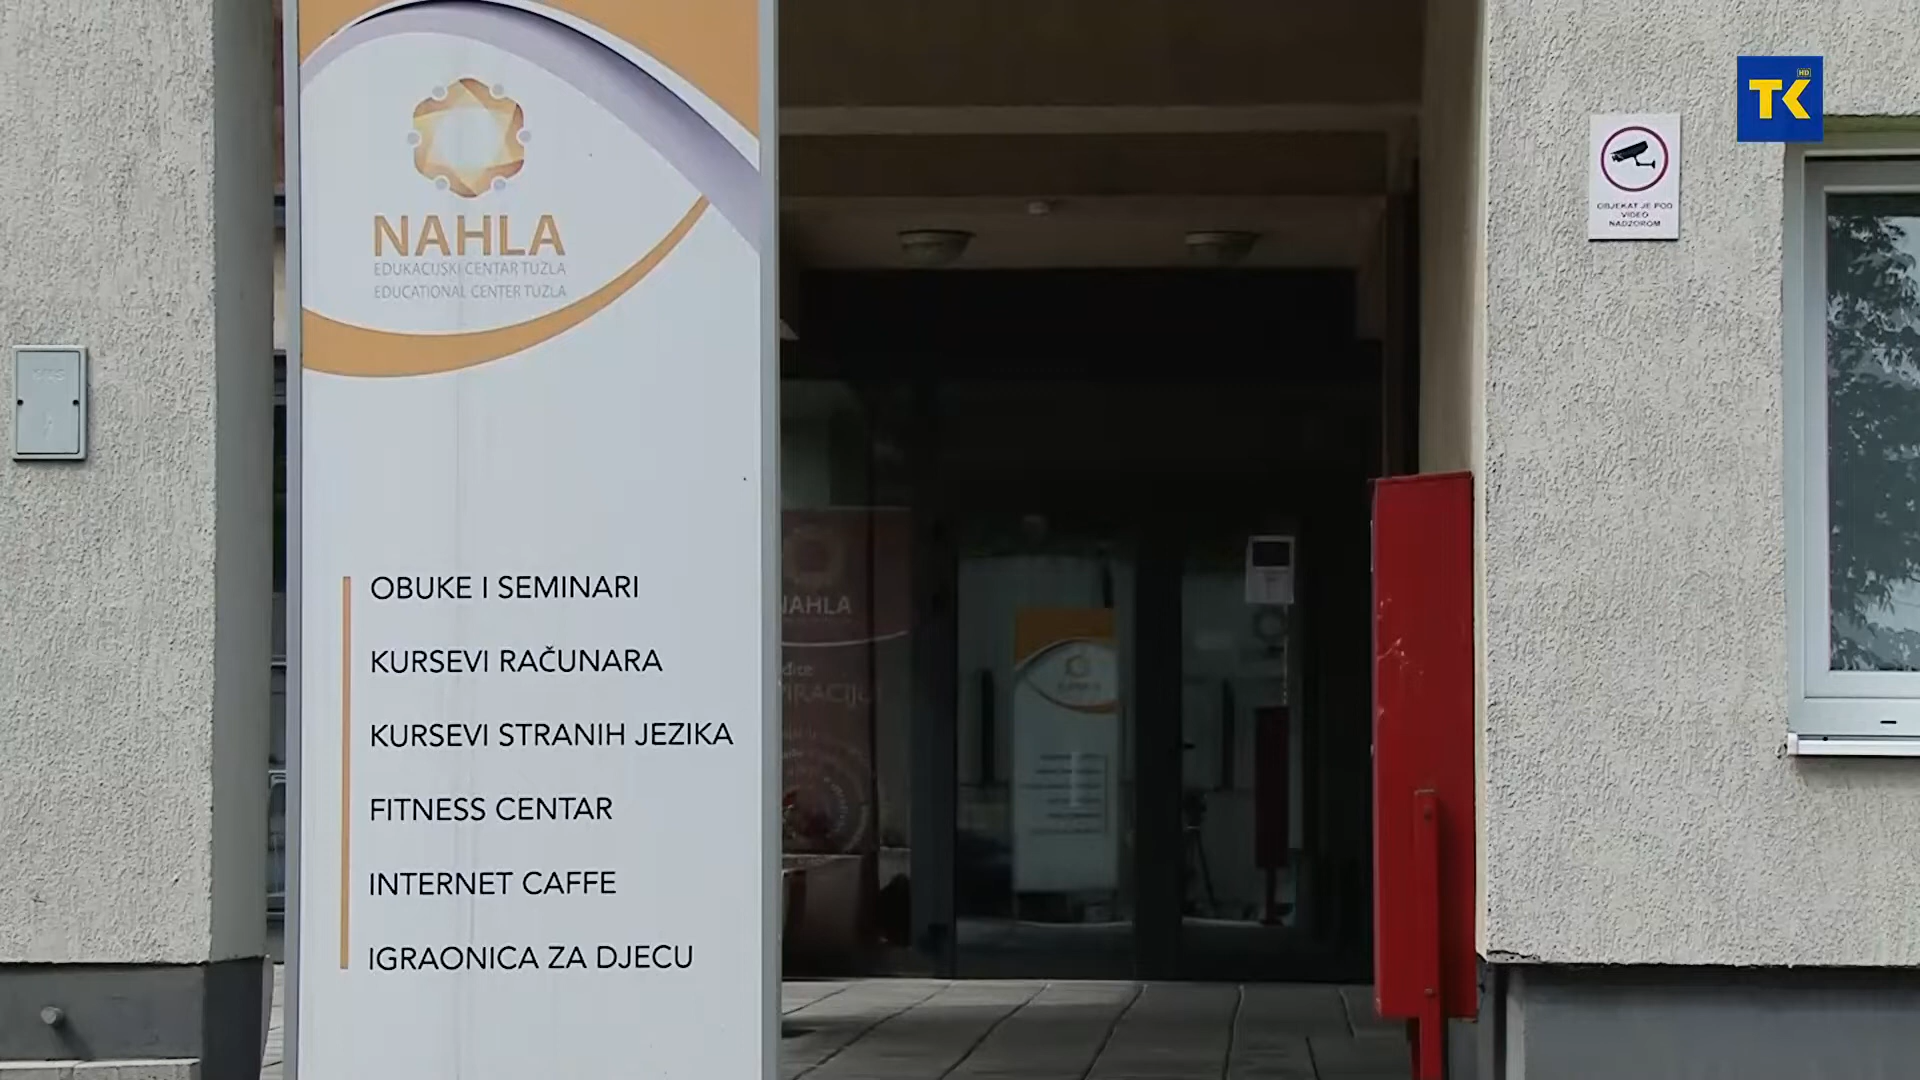 NAHLA
EDUKACIJSKI CENTAR TUZLA
EDUCATIONAL CENTER TUZLA
OBUKE I SEMINARI
KURSEVI RAČUNARA
KURSEVI STRANIH JEZIKA
FITNESS CENTAR
INTERNET CAFFE
IGRAONICA ZA DJECU
NAHLA
TK HD
OBJEKAT JE POD
VIDEO
NADZOROM